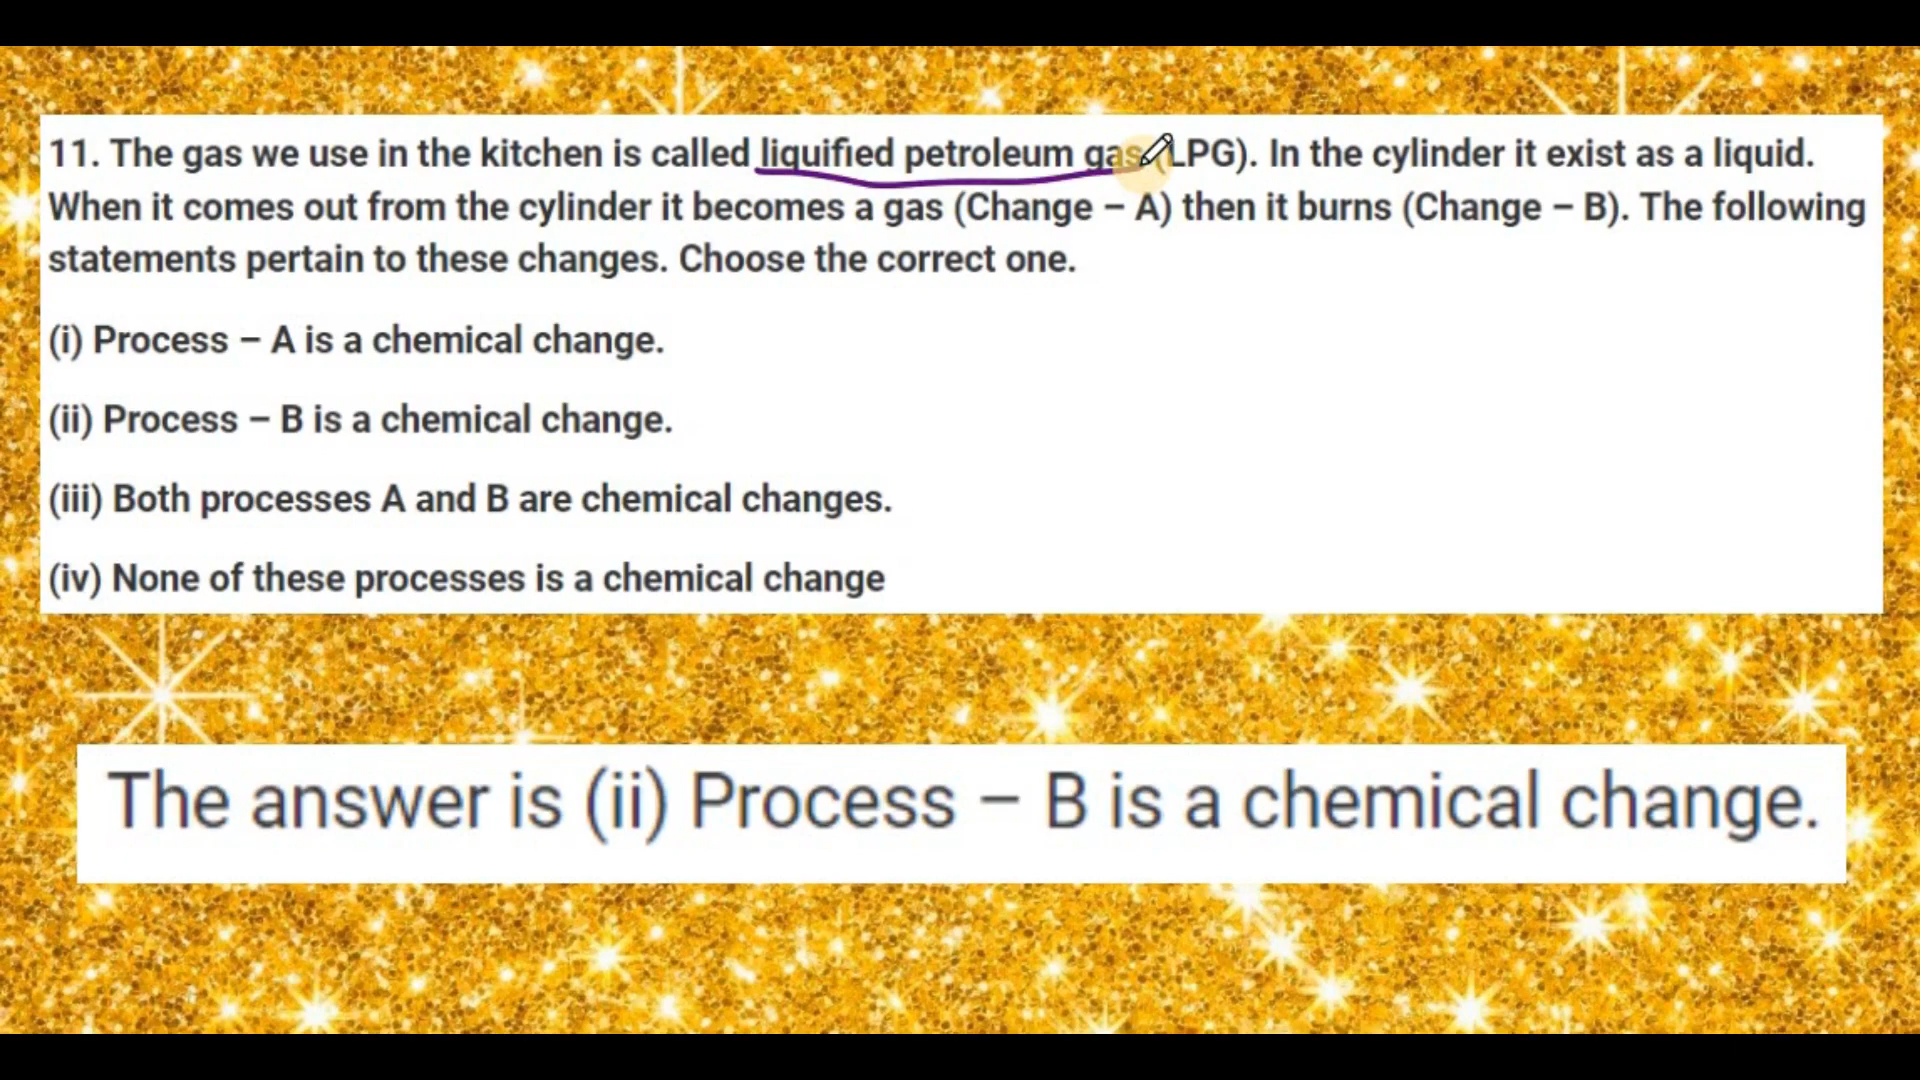 11. The gas we use in the kitchen is called liquified petroleum gas (LPG). In the cylinder it exist as a liquid.
When it comes out from the cylinder it becomes a gas (Change – A) then it burns (Change – B). The following
statements pertain to these changes. Choose the correct one.
(i) Process – A is a chemical change.
(ii) Process – B is a chemical change.
(iii) Both processes A and B are chemical changes.
(iv) None of these processes is a chemical change
The answer is (ii) Process – B is a chemical change.